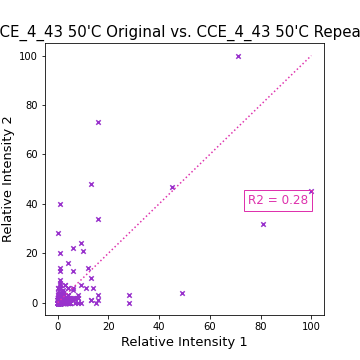 CE_4_43 50'C Original vs. CCE_4_43 50'C Repea
100
80
60
40
20
0
Relative Intensity 2
R2 = 0.28
0 20 40 60 80 100
Relative Intensity 1